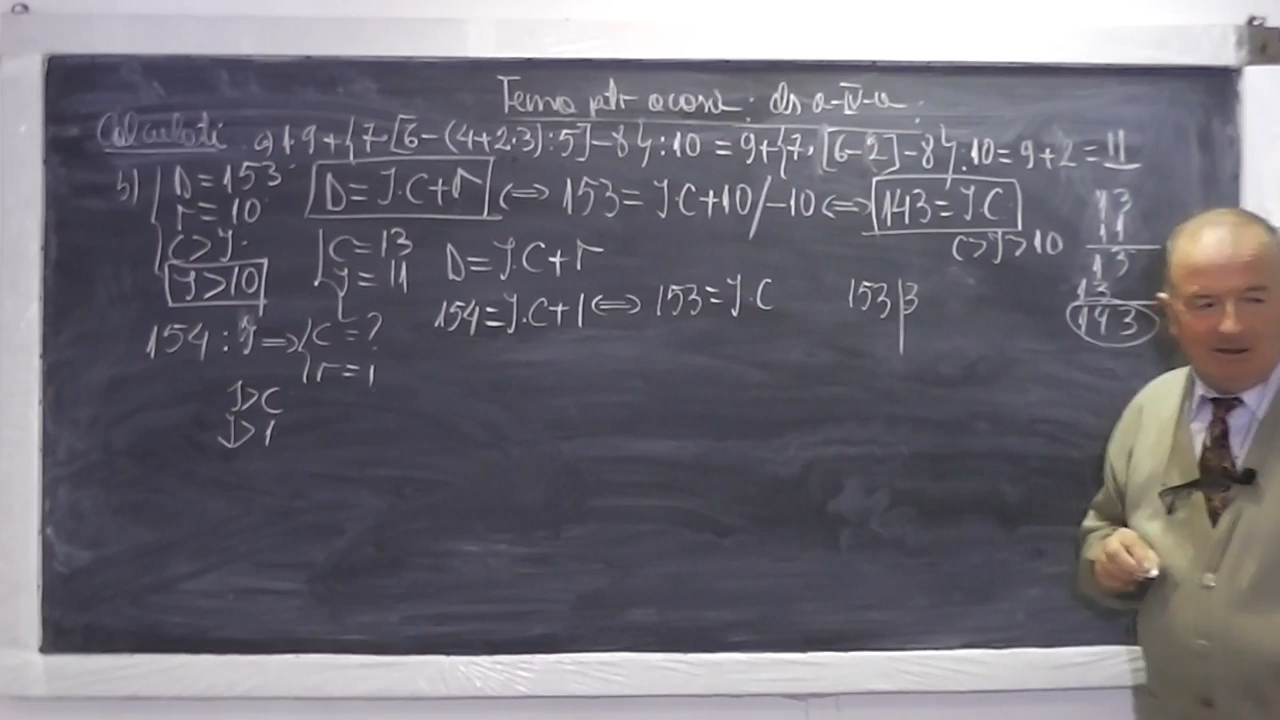 Tema ptr acasă: cls a-IV-a.
Calculați a) 9+{7·[6-(4+2·3):5]-8}:10=9+{7·[6-2]-8}:10=9+2=11
b) D=153 D=Î·C+r ⇔ 153=Î·C+10/-10 ⇔ 143=Î·C
r=10
C>Î
Î>10
C=13
Î=11
D=Î·C+r
C>Î>10
154:Î ⇒ C=?
r=1
154=Î·C+1 ⇔ 153=Î·C
153|3
Î>C
Î>1
13
11
13
13
143